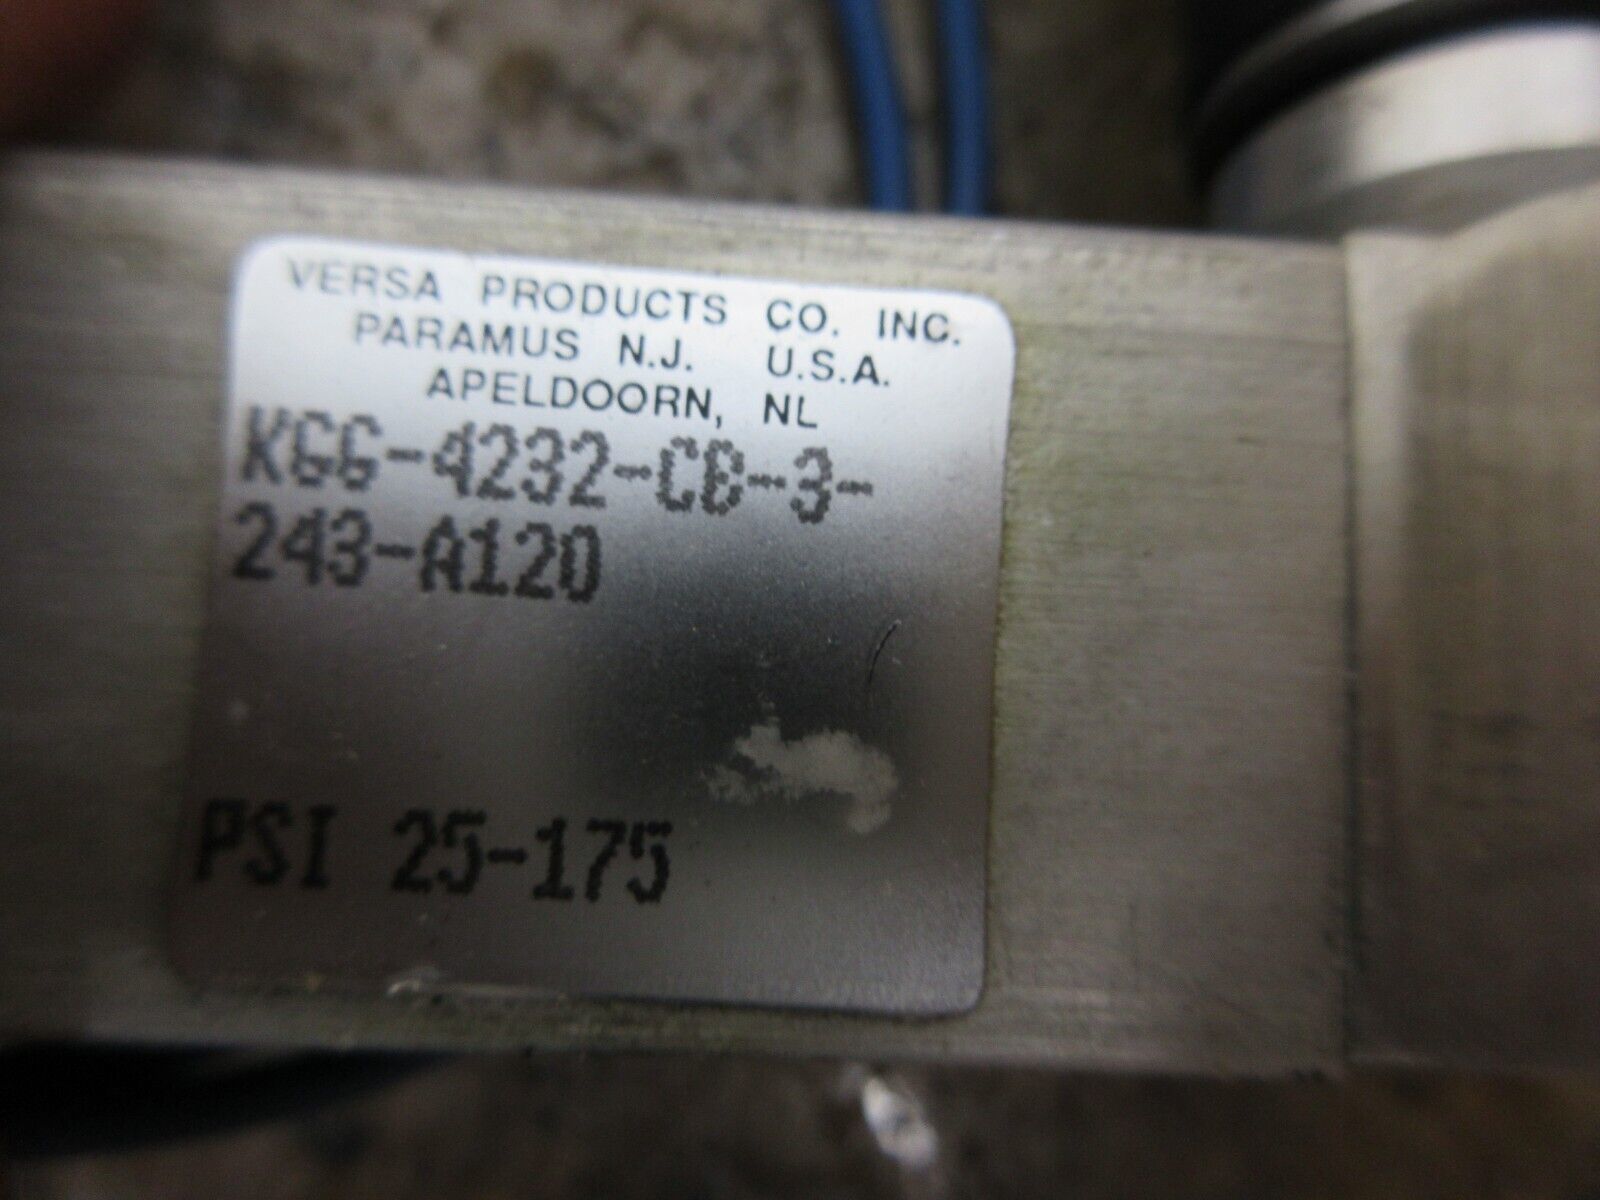 VERSA PRODUCTS CO. INC.
PARAMUS N.J. U.S.A.
APELDOORN, NL
KGG-4232-CB-3-
243-A120
PSI 25-175